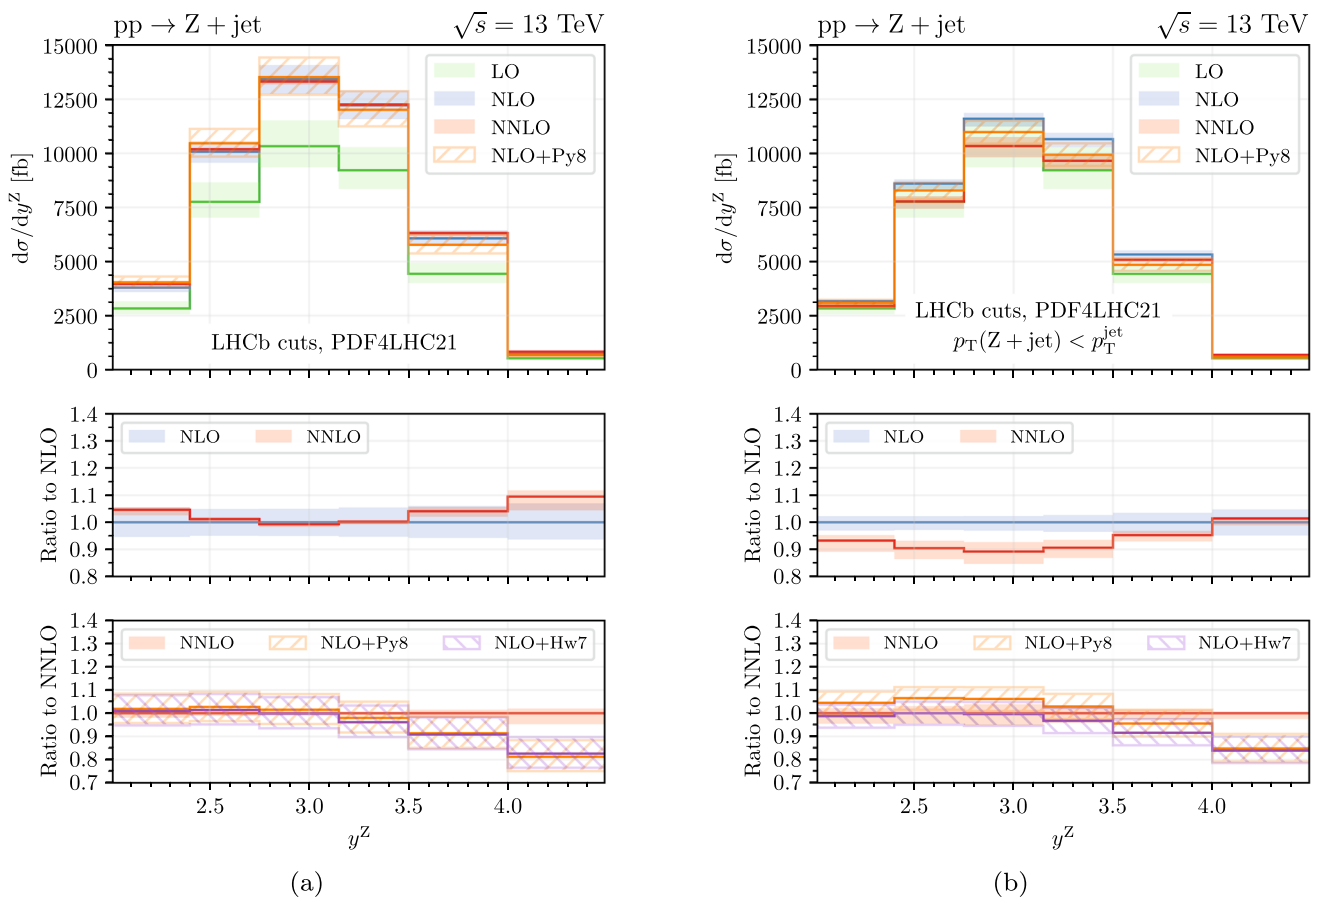 pp → Z + jet
√s = 13 TeV
15000
12500
10000
7500
5000
2500
0
dσ/dy^Z [fb]
LO
NLO
NNLO
NLO+Py8
LHCb cuts, PDF4LHC21
1.4
1.3
1.2
1.1
1.0
0.9
0.8
Ratio to NLO
NLO
NNLO
1.4
1.3
1.2
1.1
1.0
0.9
0.8
0.7
Ratio to NNLO
NNLO
NLO+Py8
NLO+Hw7
2.5
3.0
3.5
4.0
y^Z
(a)
pp → Z + jet
√s = 13 TeV
15000
12500
10000
7500
5000
2500
0
dσ/dy^Z [fb]
LO
NLO
NNLO
NLO+Py8
LHCb cuts, PDF4LHC21
p_T(Z + jet) < p_T^jet
1.4
1.3
1.2
1.1
1.0
0.9
0.8
Ratio to NLO
NLO
NNLO
1.4
1.3
1.2
1.1
1.0
0.9
0.8
0.7
Ratio to NNLO
NNLO
NLO+Py8
NLO+Hw7
2.5
3.0
3.5
4.0
y^Z
(b)